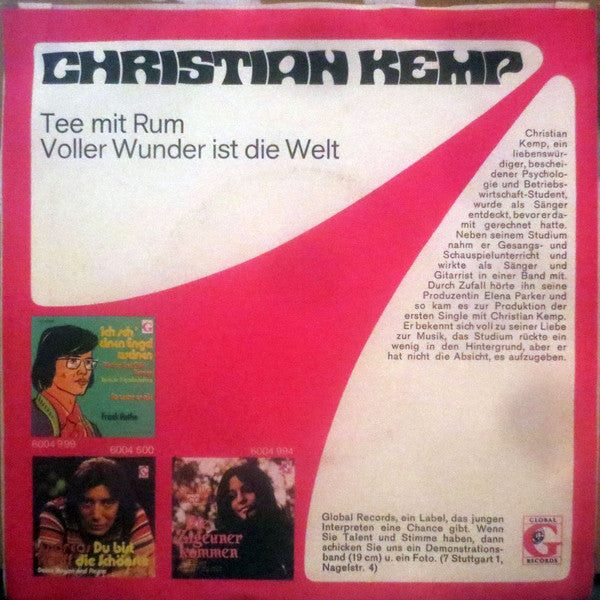 CHRISTIAN KEMP
Tee mit Rum
Voller Wunder ist die Welt
Christian
Kemp, ein
liebenswür-
diger, beschei-
dener Psycholo-
gie und Betriebs-
wirtschaft-Student,
wurde als Sänger
entdeckt, bevor er da-
mit gerechnet hatte.
Neben seinem Studium
nahm er Gesangs- und
Schauspielunterricht und
wirkte als Sänger und
Gitarrist in einer Band mit.
Durch Zufall hörte ihn seine
Produzentin Elena Parker und
so kam es zur Produktion der
ersten Single mit Christian Kemp.
Er bekennt sich voll zu seiner Liebe
zur Musik, das Studium rückte ein
wenig in den Hintergrund, aber er
hat nicht die Absicht, es aufzugeben.
Ich seh'
einen Engel
weinen
Frank Rothe
6004 999
6004 600
6004 994
Du bist
die Schönste
Zigeuner
kommen
Global Records, ein Label, das jungen
Interpreten eine Chance gibt. Wenn
Sie Talent und Stimme haben, dann
schicken Sie uns ein Demonstrations-
band (19 cm) u. ein Foto. (7 Stuttgart 1,
Nagelstr. 4)
GLOBAL
G
RECORDS